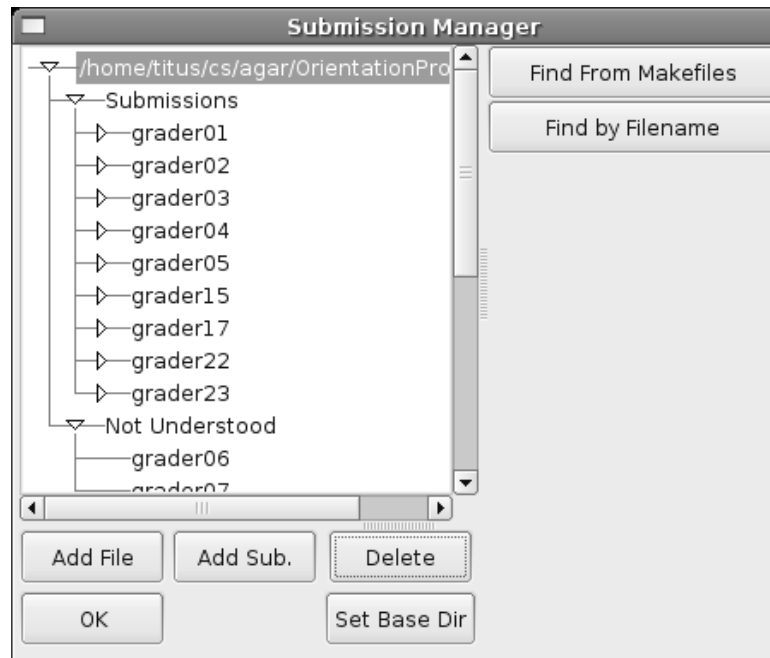 Submission Manager
/home/titus/cs/agar/OrientationPro
Submissions
grader01
grader02
grader03
grader04
grader05
grader15
grader17
grader22
grader23
Not Understood
grader06
grader07
Find From Makefiles
Find by Filename
Add File
Add Sub.
Delete
OK
Set Base Dir